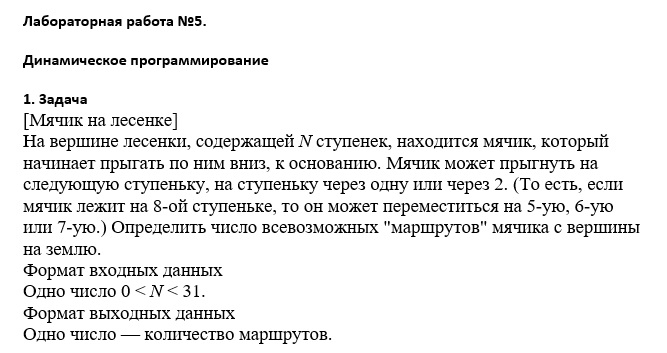 Лабораторная работа №5.
Динамическое программирование
1. Задача
[Мячик на лесенке]
На вершине лесенки, содержащей N ступенек, находится мячик, который
начинает прыгать по ним вниз, к основанию. Мячик может прыгнуть на
следующую ступеньку, на ступеньку через одну или через 2. (То есть, если
мячик лежит на 8-ой ступеньке, то он может переместиться на 5-ую, 6-ую
или 7-ую.) Определить число всевозможных "маршрутов" мячика с вершины
на землю.
Формат входных данных
Одно число 0 < N < 31.
Формат выходных данных
Одно число — количество маршрутов.